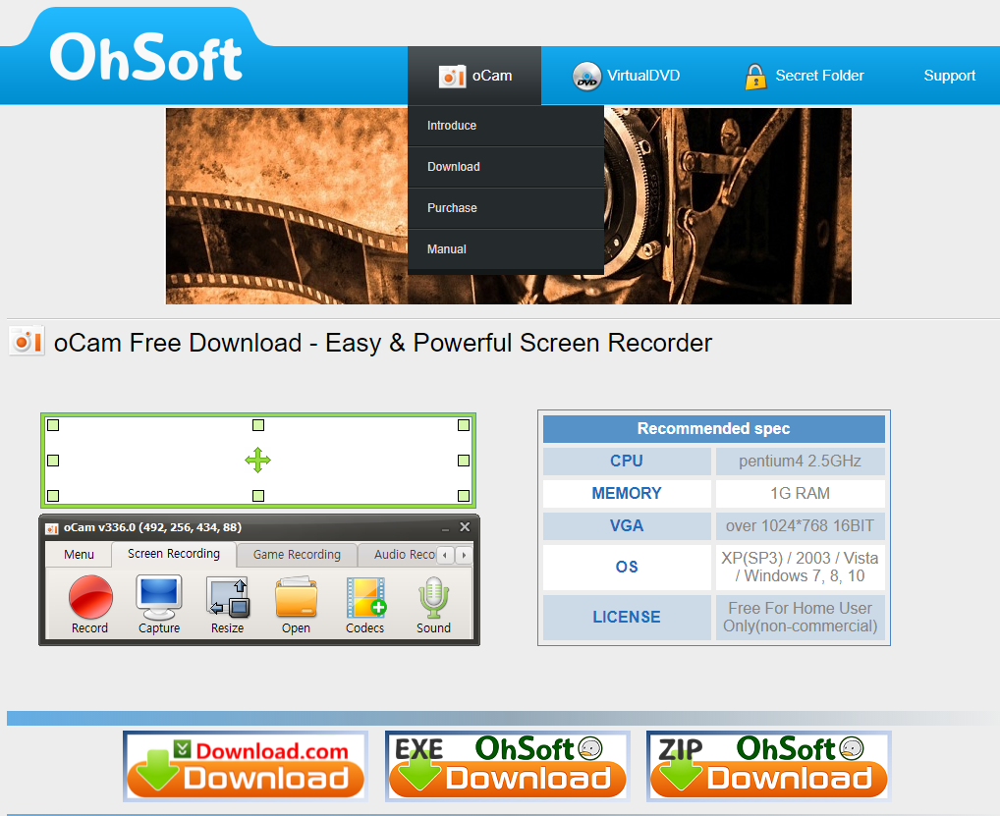 OhSoft
oCam
VirtualDVD
Secret Folder
Support
Introduce
Download
Purchase
Manual
oCam Free Download - Easy & Powerful Screen Recorder
oCam v336.0 (492, 256, 434, 88)
Menu
Screen Recording
Game Recording
Audio Reco
Record
Capture
Resize
Open
Codecs
Sound
Recommended spec
CPU
pentium4 2.5GHz
MEMORY
1G RAM
VGA
over 1024*768 16BIT
OS
XP(SP3) / 2003 / Vista
/ Windows 7, 8, 10
LICENSE
Free For Home User
Only(non-commercial)
Download.com
Download
EXE OhSoft
Download
ZIP OhSoft
Download